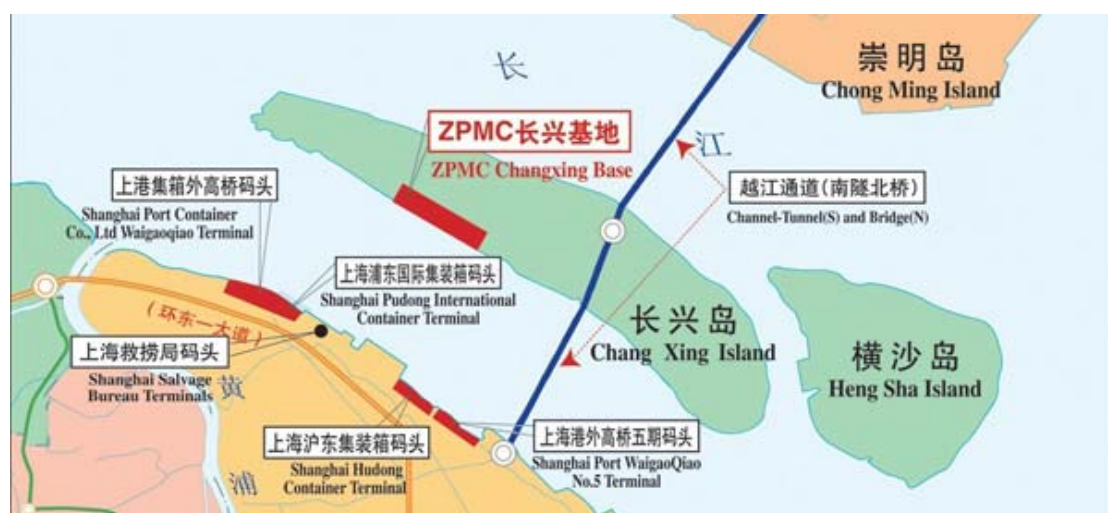 长
崇明岛
Chong Ming Island
ZPMC长兴基地
ZPMC Changxing Base
江
上港集箱外高桥码头
Shanghai Port Container
Co., Ltd Waigaoqiao Terminal
越江通道(南隧北桥)
Channel-Tunnel(S) and Bridge(N)
上海浦东国际集装箱码头
Shanghai Pudong International
Container Terminal
(环东一大道)
长兴岛
Chang Xing Island
横沙岛
Heng Sha Island
上海救捞局码头
Shanghai Salvage
Bureau Terminals
黄
上海沪东集装箱码头
Shanghai Hudong
Container Terminal
上海港外高桥五期码头
Shanghai Port WaigaoQiao
No.5 Terminal
浦